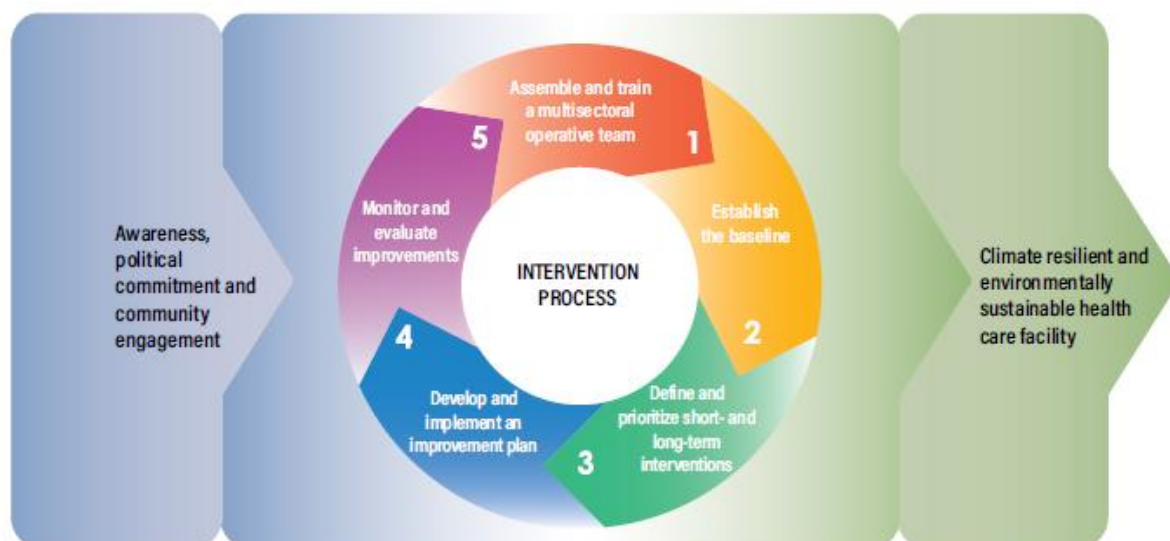 Awareness,
political
commitment and
community
engagement
INTERVENTION
PROCESS
Assemble and train
a multisectoral
operative team
1
Establish
the baseline
2
Define and
prioritize short- and
long-term
interventions
3
Develop and
implement an
improvement plan
4
Monitor and
evaluate
improvements
5
Climate resilient and
environmentally
sustainable health
care facility